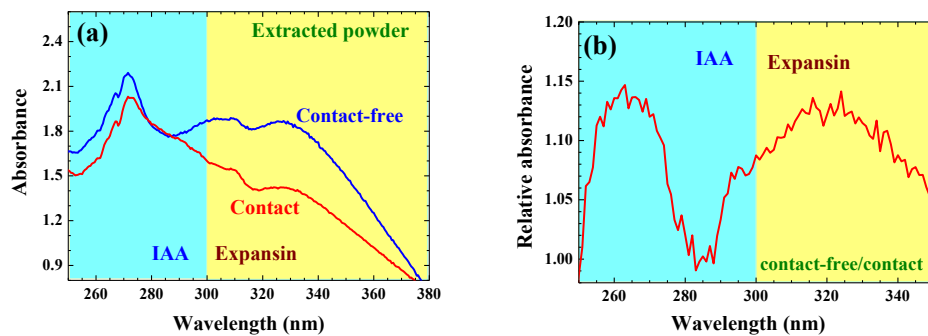 (a)
Extracted powder
Contact-free
Contact
IAA
Expansin
Absorbance
2.4
2.1
1.8
1.5
1.2
0.9
260 280 300 320 340 360 380
Wavelength (nm)
(b)
IAA
Expansin
contact-free/contact
Relative absorbance
1.20
1.15
1.10
1.05
1.00
260 280 300 320 340
Wavelength (nm)